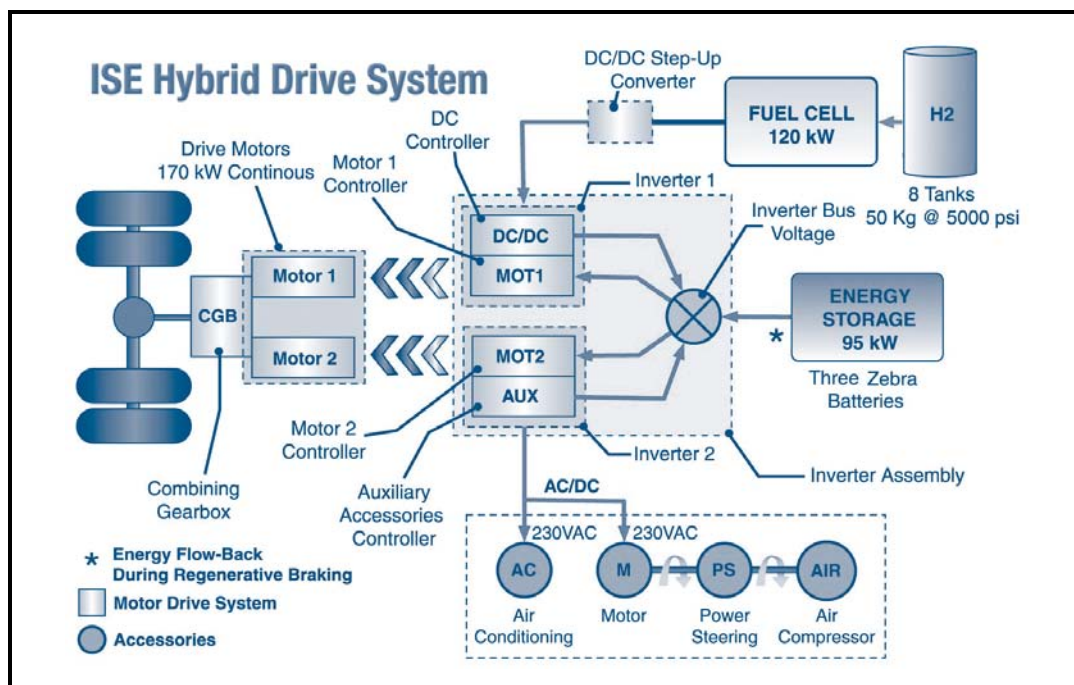 ISE Hybrid Drive System
DC/DC Step-Up
Converter
FUEL CELL
120 kW
H2
8 Tanks
50 Kg @ 5000 psi
DC
Controller
Drive Motors
170 kW Continous
Motor 1
Controller
Inverter 1
Inverter Bus
Voltage
DC/DC
MOT1
Motor 1
CGB
Motor 2
MOT2
AUX
ENERGY
STORAGE
95 kW
*
Three Zebra
Batteries
Motor 2
Controller
Inverter 2
Inverter Assembly
Combining
Gearbox
Auxiliary
Accessories
Controller
AC/DC
230VAC
230VAC
AC
M
PS
AIR
Air
Conditioning
Motor
Power
Steering
Air
Compressor
* Energy Flow-Back
During Regenerative Braking
Motor Drive System
Accessories